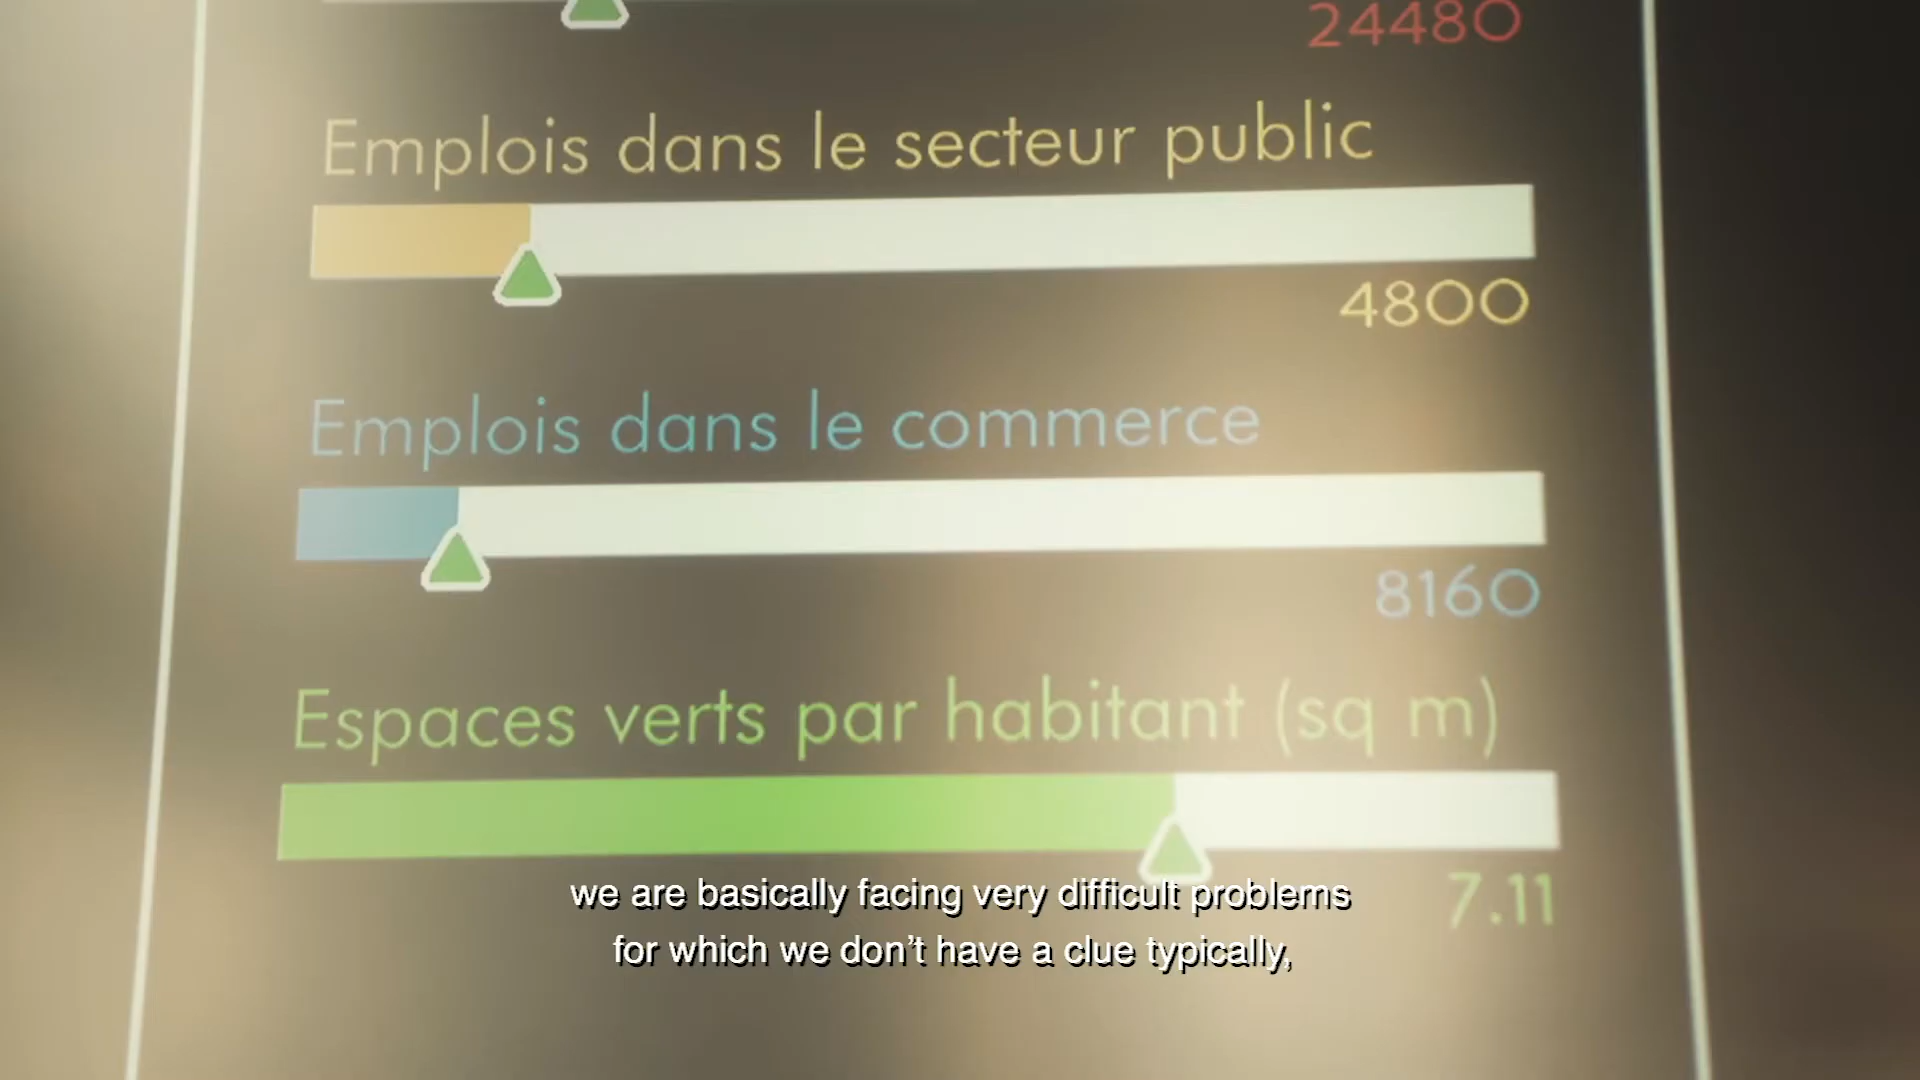 24480
Emplois dans le secteur public
4800
Emplois dans le commerce
8160
Espaces verts par habitant (sq m)
7.11
we are basically facing very difficult problems
for which we don't have a clue typically,